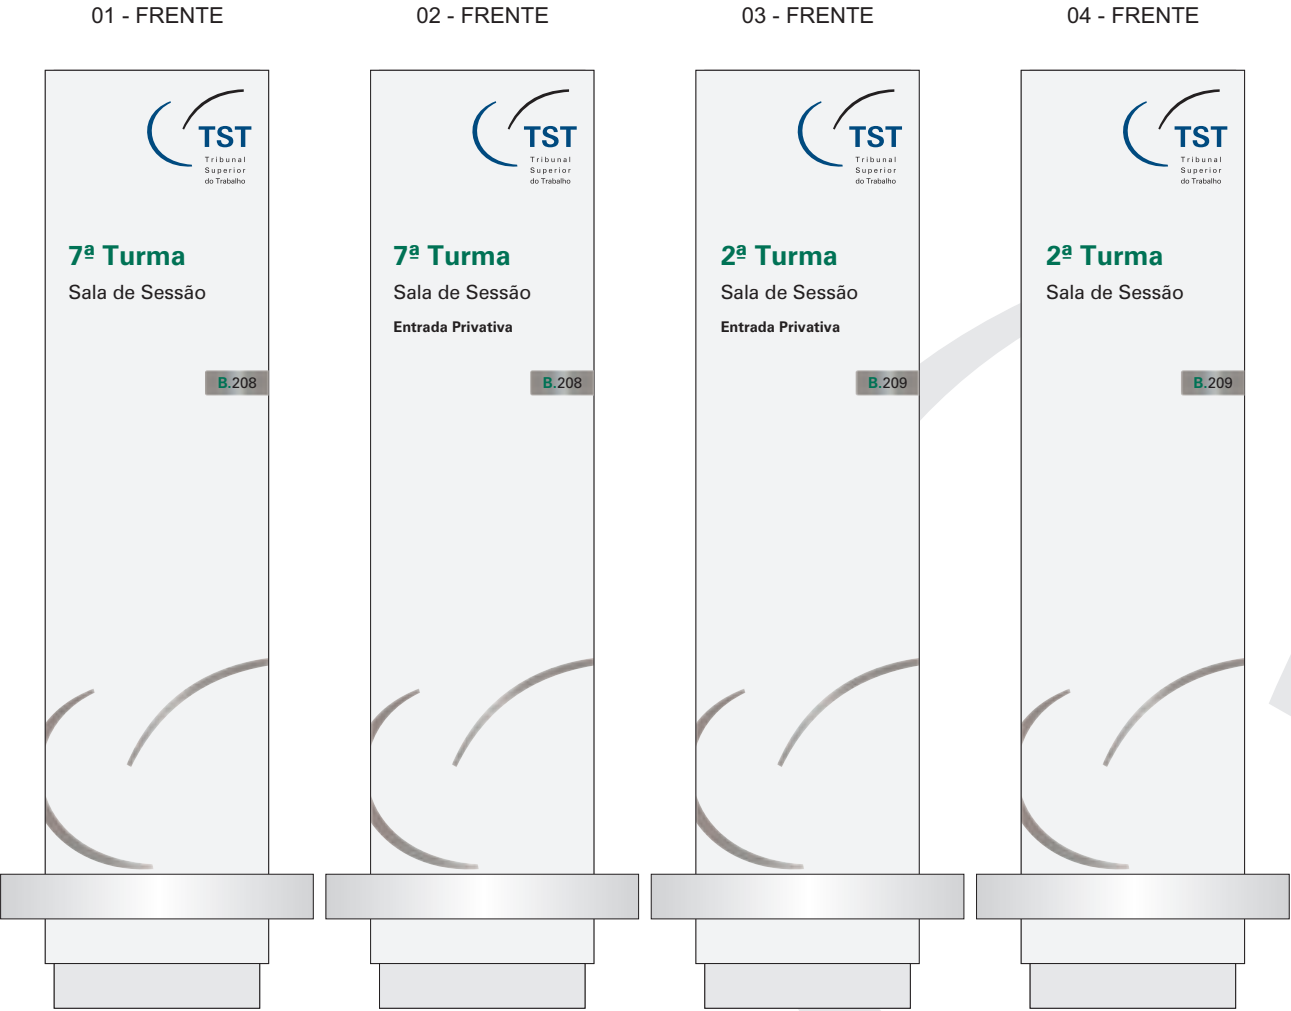 01 - FRENTE
02 - FRENTE
03 - FRENTE
04 - FRENTE
TST
Tribunal
Superior
do Trabalho
7ª Turma
Sala de Sessão
B.208
TST
Tribunal
Superior
do Trabalho
7ª Turma
Sala de Sessão
Entrada Privativa
B.208
TST
Tribunal
Superior
do Trabalho
2ª Turma
Sala de Sessão
Entrada Privativa
B.209
TST
Tribunal
Superior
do Trabalho
2ª Turma
Sala de Sessão
B.209